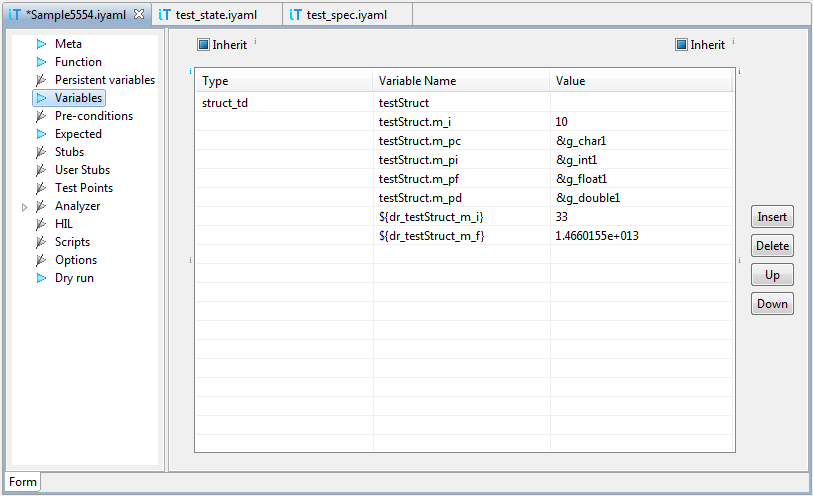 iT *Sample5554.iyaml iT test_state.iyaml iT test_spec.iyaml
Meta
Function
Persistent variables
Variables
Pre-conditions
Expected
Stubs
User Stubs
Test Points
Analyzer
HIL
Scripts
Options
Dry run
Inherit i Inherit i
i i
Type Variable Name Value
struct_td testStruct
testStruct.m_i 10
testStruct.m_pc &g_char1
testStruct.m_pi &g_int1
testStruct.m_pf &g_float1
testStruct.m_pd &g_double1
${dr_testStruct_m_i} 33
${dr_testStruct_m_f} 1.4660155e+013
i i
Insert
Delete
Up
Down
Form